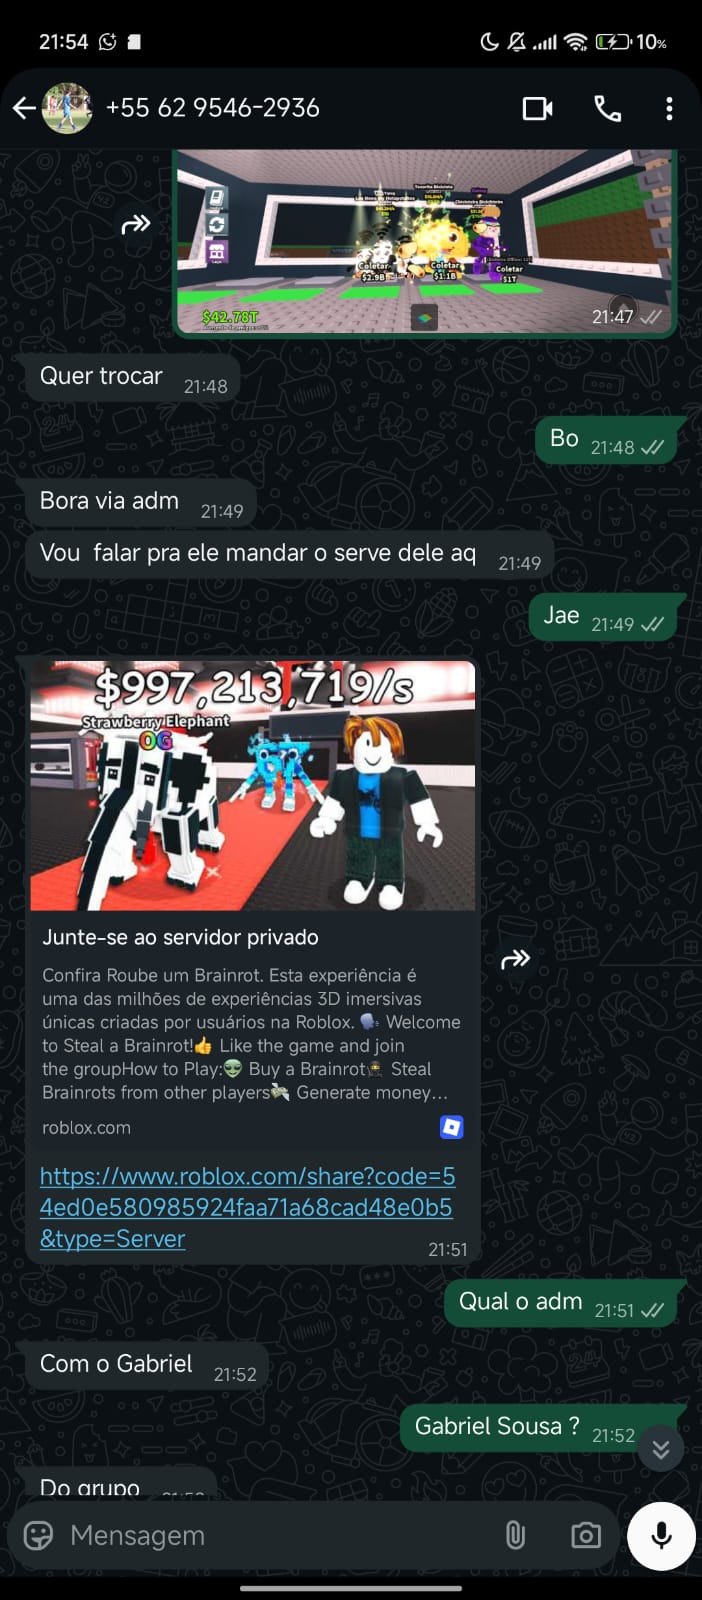 21:54
10%
+55 62 9546-2936
Coletar
$2.9B
Coletar
$1.1B
Coletar
$1T
$42.78T
21:47
Quer trocar 21:48
Bo 21:48
Bora via adm 21:49
Vou falar pra ele mandar o serve dele aq 21:49
Jae 21:49
$997,213,719/s
Strawberry Elephant
OG
Junte-se ao servidor privado
Confira Roube um Brainrot. Esta experiência é
uma das milhões de experiências 3D imersivas
únicas criadas por usuários na Roblox. 🗣️ Welcome
to Steal a Brainrot!👍 Like the game and join
the groupHow to Play:👽 Buy a Brainrot🥷 Steal
Brainrots from other players💸 Generate money...
roblox.com
https://www.roblox.com/share?code=5
4ed0e580985924faa71a68cad48e0b5
&type=Server
21:51
Qual o adm 21:51
Com o Gabriel 21:52
Gabriel Sousa ? 21:52
Do grupo
Mensagem